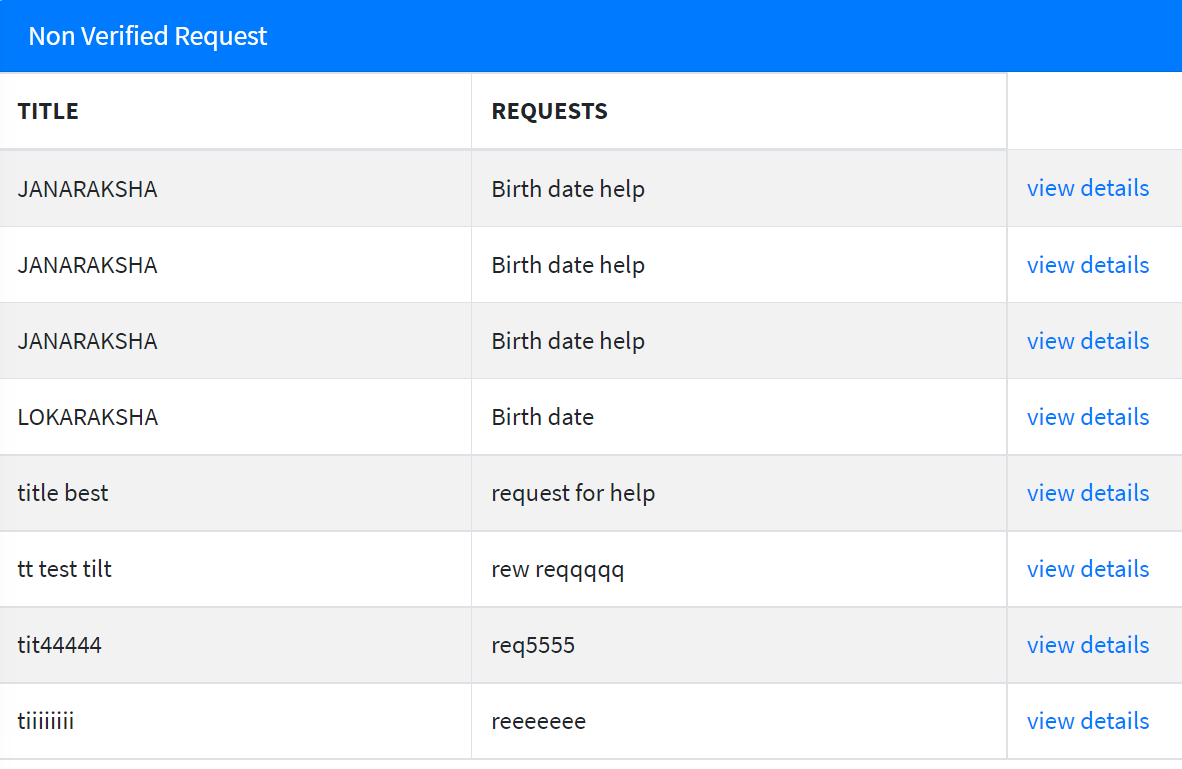 Non Verified Request
TITLE REQUESTS
JANARAKSHA Birth date help view details
JANARAKSHA Birth date help view details
JANARAKSHA Birth date help view details
LOKARAKSHA Birth date view details
title best request for help view details
tt test tilt rew reqqqqq view details
tit44444 req5555 view details
tiiiiiiii reeeeeee view details